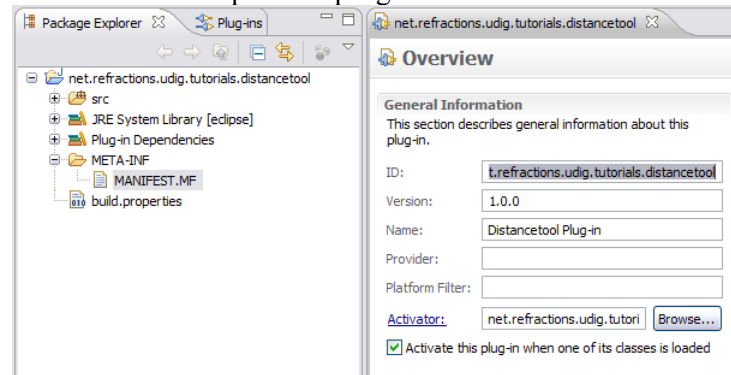 Package Explorer
Plug-ins
net.refractions.udig.tutorials.distancetool
src
JRE System Library [eclipse]
Plug-in Dependencies
META-INF
MANIFEST.MF
build.properties
net.refractions.udig.tutorials.distancetool
Overview
General Information
This section describes general information about this
plug-in.
ID: t.refractions.udig.tutorials.distancetool
Version: 1.0.0
Name: Distancetool Plug-in
Provider:
Platform Filter:
Activator: net.refractions.udig.tutori Browse...
Activate this plug-in when one of its classes is loaded